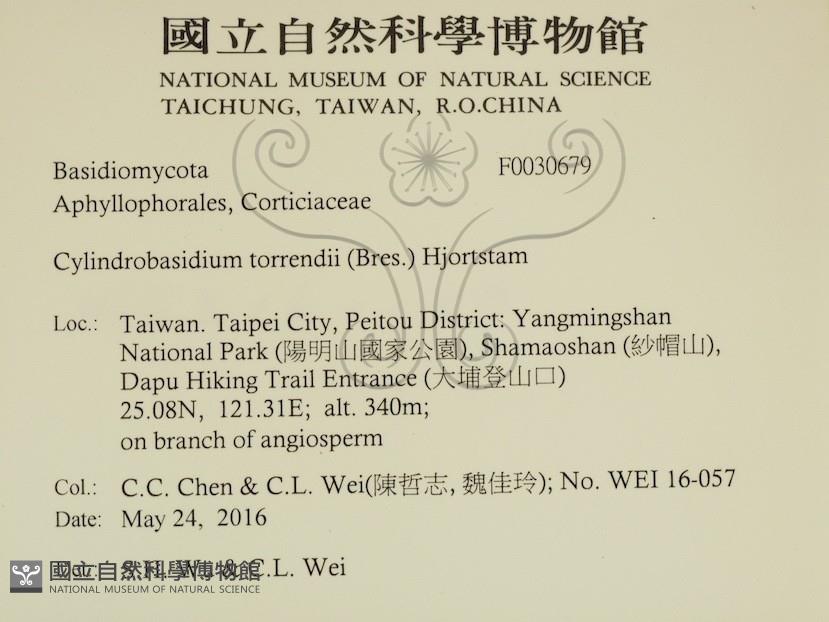 國立自然科學博物館
NATIONAL MUSEUM OF NATURAL SCIENCE
TAICHUNG, TAIWAN, R.O.CHINA
Basidiomycota F0030679
Aphyllophorales, Corticiaceae
Cylindrobasidium torrendii (Bres.) Hjortstam
Loc.: Taiwan. Taipei City, Peitou District: Yangmingshan
National Park (陽明山國家公園), Shamaoshan (紗帽山),
Dapu Hiking Trail Entrance (大埔登山口)
25.08N, 121.31E; alt. 340m;
on branch of angiosperm
Col.: C.C. Chen & C.L. Wei(陳哲志, 魏佳玲); No. WEI 16-057
Date: May 24, 2016
& C.L. Wei
國立自然科學博物館
NATIONAL MUSEUM OF NATURAL SCIENCE